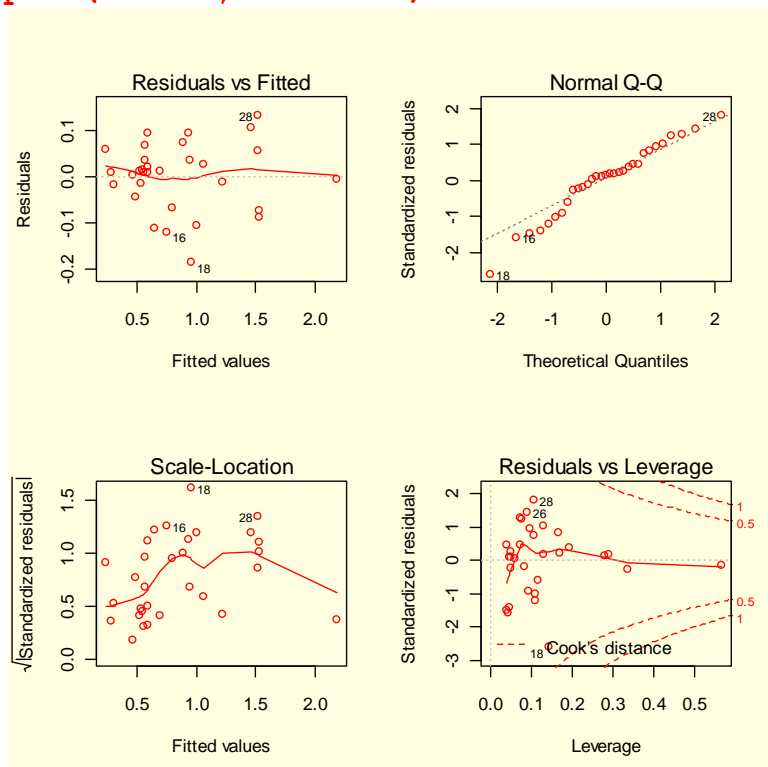 Residuals vs Fitted
Residuals
0.1
0.0
-0.1
-0.2
28
16
18
0.5 1.0 1.5 2.0
Fitted values
Normal Q-Q
Standardized residuals
2
1
0
-1
-2
28
16
18
-2 -1 0 1 2
Theoretical Quantiles
Scale-Location
√|Standardized residuals|
1.5
1.0
0.5
0.0
18
16
28
0.5 1.0 1.5 2.0
Fitted values
Residuals vs Leverage
Standardized residuals
2
1
0
-1
-2
-3
28
26
18
1
0.5
0.5
1
Cook's distance
0.0 0.1 0.2 0.3 0.4 0.5
Leverage